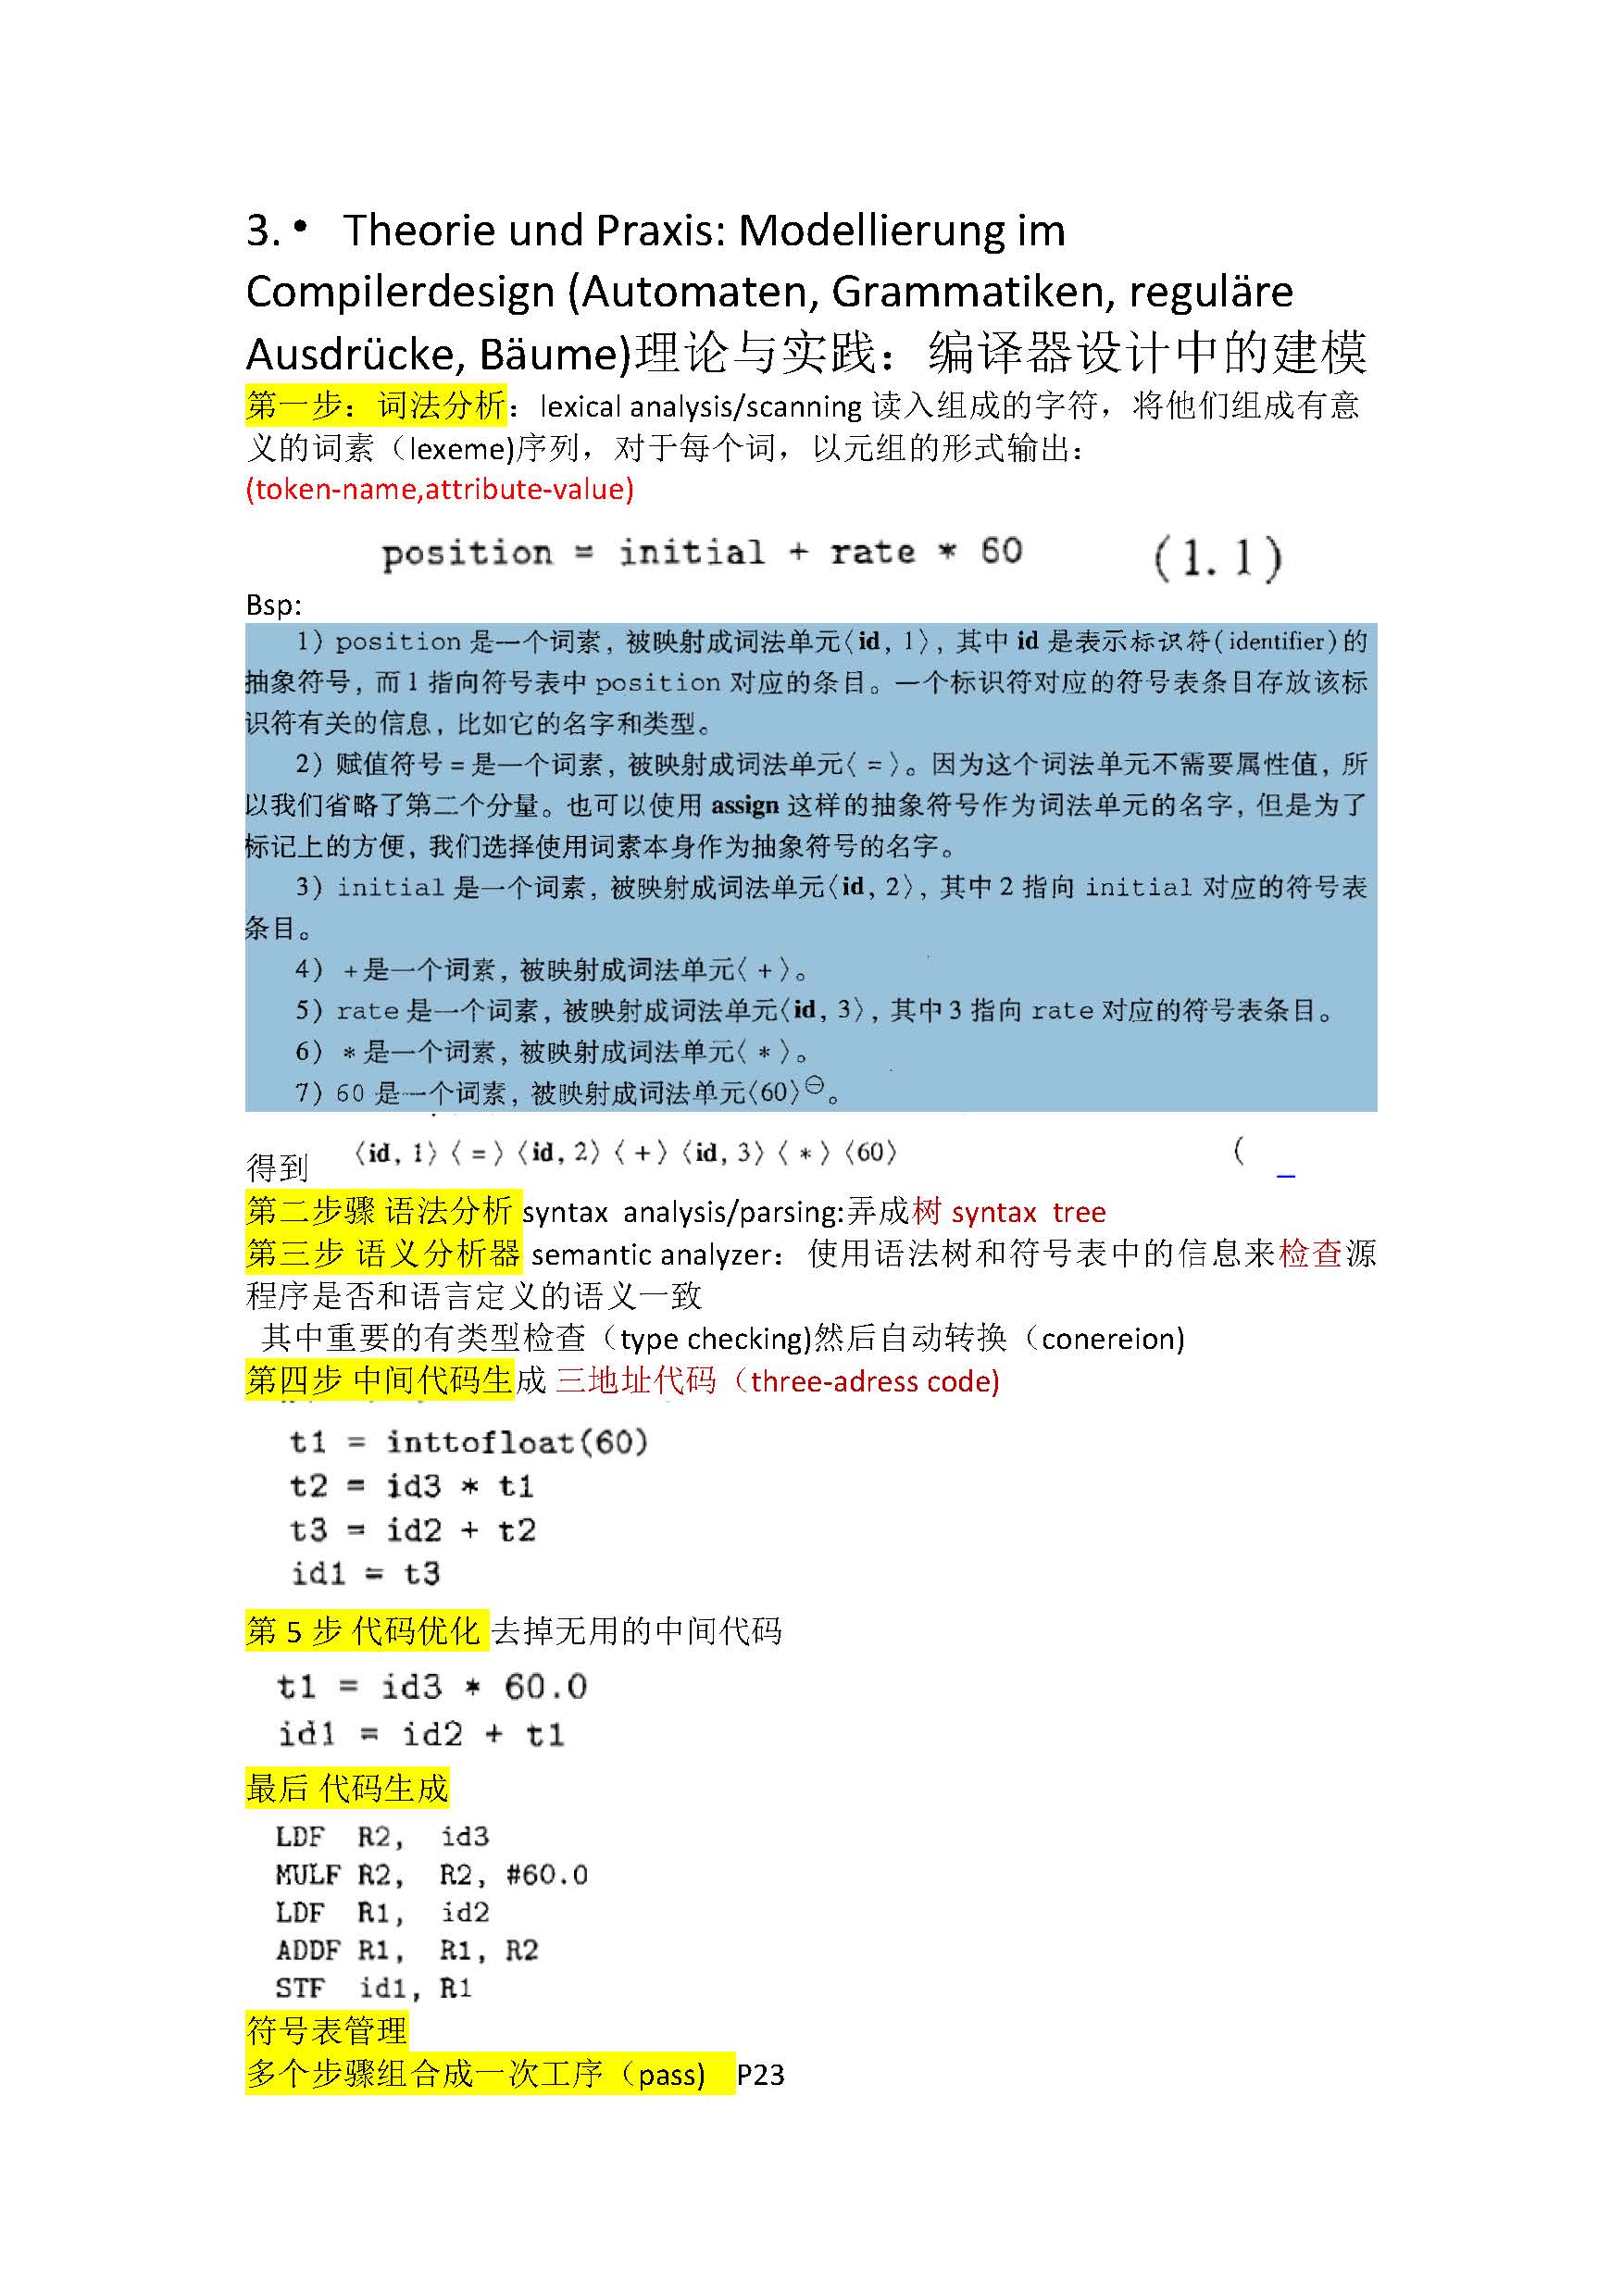 3. • Theorie und Praxis: Modellierung im
Compilerdesign (Automaten, Grammatiken, reguläre
Ausdrücke, Bäume)理论与实践：编译器设计中的建模
第一步：词法分析：lexical analysis/scanning 读入组成的字符，将他们组成有意
义的词素（lexeme)序列，对于每个词，以元组的形式输出：
(token-name,attribute-value)
position = initial + rate * 60 (1.1)
Bsp:
1) position 是一个词素，被映射成词法单元〈id, 1〉，其中 id 是表示标识符(identifier)的
抽象符号，而 1 指向符号表中 position 对应的条目。一个标识符对应的符号表条目存放该标
识符有关的信息，比如它的名字和类型。
2) 赋值符号 = 是一个词素，被映射成词法单元〈 = 〉。因为这个词法单元不需要属性值，所
以我们省略了第二个分量。也可以使用 assign 这样的抽象符号作为词法单元的名字，但是为了
标记上的方便，我们选择使用词素本身作为抽象符号的名字。
3) initial 是一个词素，被映射成词法单元〈id, 2〉，其中 2 指向 initial 对应的符号表
条目。
4) +是一个词素，被映射成词法单元〈 + 〉。
5) rate 是一个词素，被映射成词法单元〈id, 3〉，其中 3 指向 rate 对应的符号表条目。
6) * 是一个词素，被映射成词法单元〈 * 〉。
7) 60 是一个词素，被映射成词法单元〈60〉⊖。
得到 〈id, 1〉〈 = 〉〈id, 2〉〈 + 〉〈id, 3〉〈 * 〉〈60〉 (
第二步骤 语法分析 syntax analysis/parsing:弄成树 syntax tree
第三步 语义分析器 semantic analyzer： 使用语法树和符号表中的信息来检查源
程序是否和语言定义的语义一致
其中重要的有类型检查（type checking)然后自动转换（conereion)
第四步 中间代码生成 三地址代码（three-adress code)
t1 = inttofloat(60)
t2 = id3 * t1
t3 = id2 + t2
id1 = t3
第 5 步 代码优化 去掉无用的中间代码
t1 = id3 * 60.0
id1 = id2 + t1
最后 代码生成
LDF R2, id3
MULF R2, R2, #60.0
LDF R1, id2
ADDF R1, R1, R2
STF id1, R1
符号表管理
多个步骤组合成一次工序（pass) P23